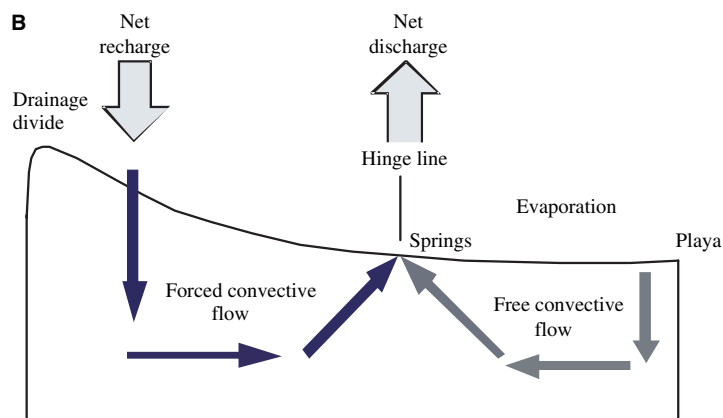 B
Net
recharge
Net
discharge
Drainage
divide
Hinge line
Evaporation
Springs
Playa
Forced convective
flow
Free convective
flow